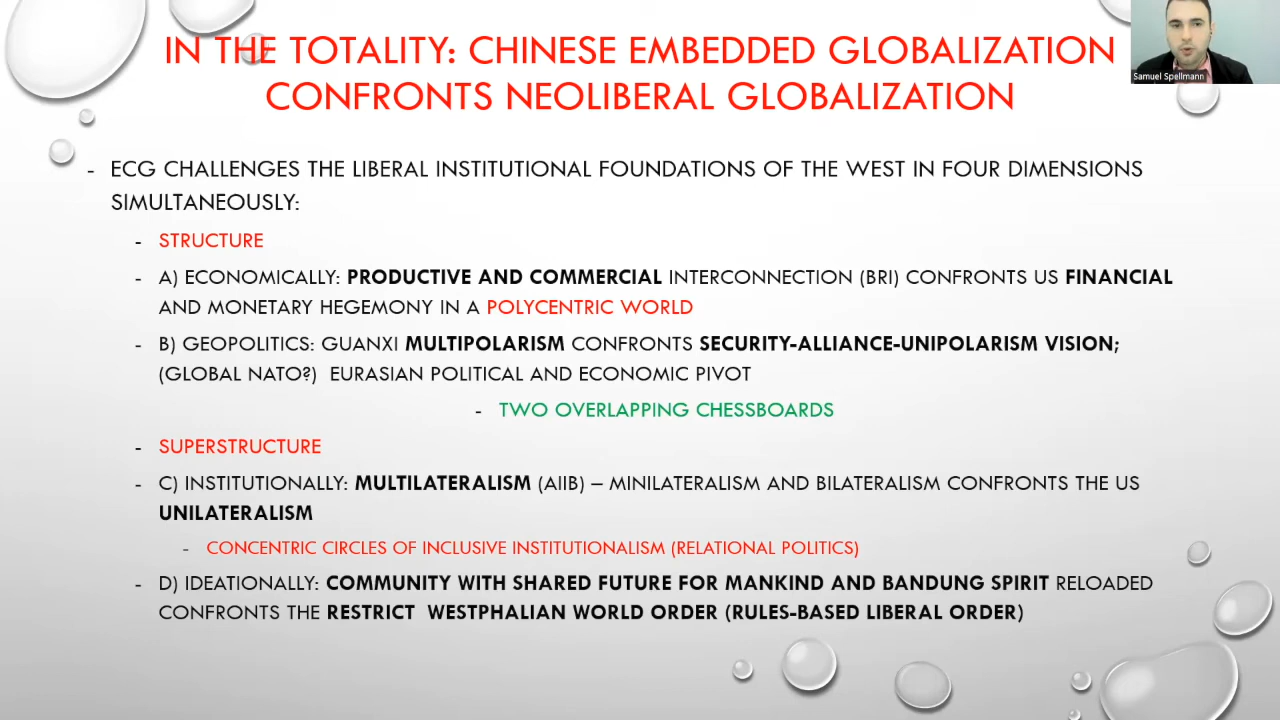 IN THE TOTALITY: CHINESE EMBEDDED GLOBALIZATION
CONFRONTS NEOLIBERAL GLOBALIZATION
Samuel Spellmann
- ECG CHALLENGES THE LIBERAL INSTITUTIONAL FOUNDATIONS OF THE WEST IN FOUR DIMENSIONS
SIMULTANEOUSLY:
- STRUCTURE
- A) ECONOMICALLY: PRODUCTIVE AND COMMERCIAL INTERCONNECTION (BRI) CONFRONTS US FINANCIAL
AND MONETARY HEGEMONY IN A POLYCENTRIC WORLD
- B) GEOPOLITICS: GUANXI MULTIPOLARISM CONFRONTS SECURITY-ALLIANCE-UNIPOLARISM VISION;
(GLOBAL NATO?) EURASIAN POLITICAL AND ECONOMIC PIVOT
- TWO OVERLAPPING CHESSBOARDS
- SUPERSTRUCTURE
- C) INSTITUTIONALLY: MULTILATERALISM (AIIB) – MINILATERALISM AND BILATERALISM CONFRONTS THE US
UNILATERALISM
- CONCENTRIC CIRCLES OF INCLUSIVE INSTITUTIONALISM (RELATIONAL POLITICS)
- D) IDEATIONALLY: COMMUNITY WITH SHARED FUTURE FOR MANKIND AND BANDUNG SPIRIT RELOADED
CONFRONTS THE RESTRICT WESTPHALIAN WORLD ORDER (RULES-BASED LIBERAL ORDER)